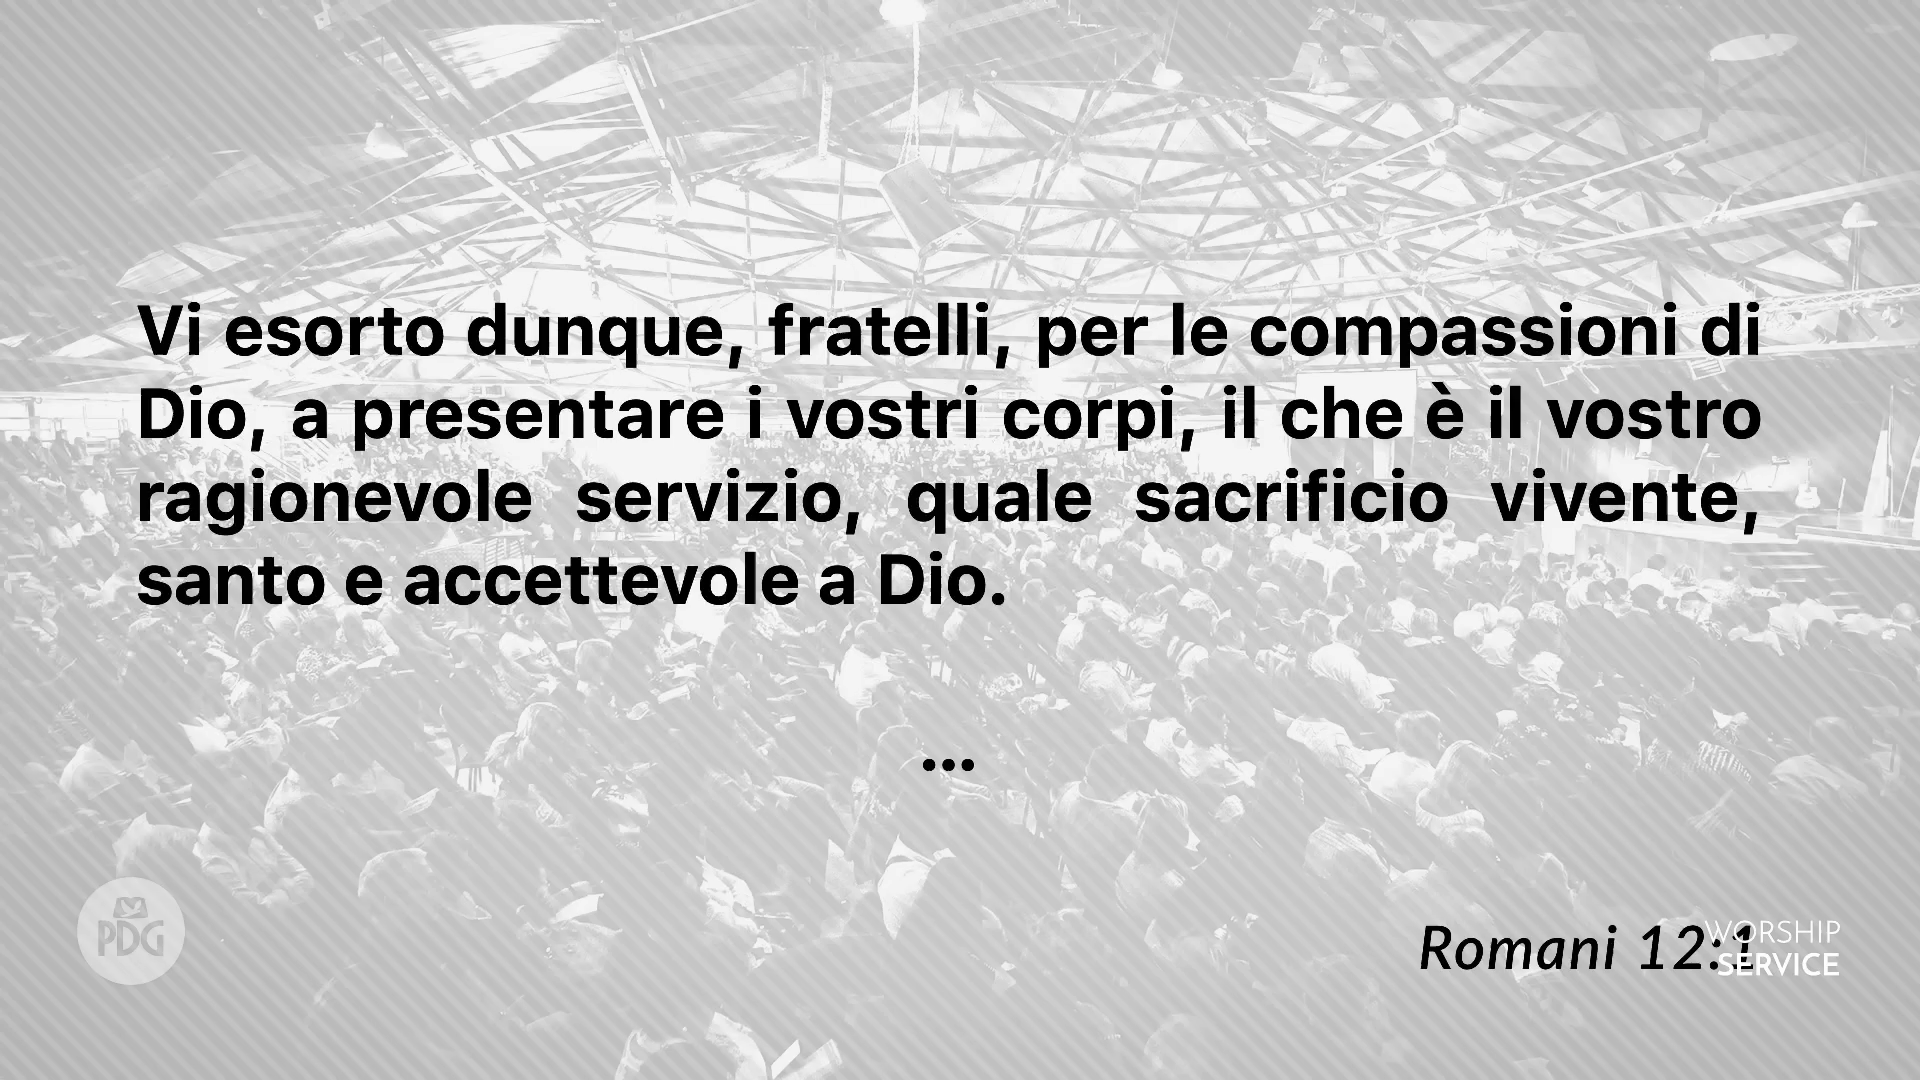 Vi esorto dunque, fratelli, per le compassioni di
Dio, a presentare i vostri corpi, il che è il vostro
ragionevole servizio, quale sacrificio vivente,
santo e accettevole a Dio.
...
PDG
Romani 12:1
WORSHIP
SERVICE